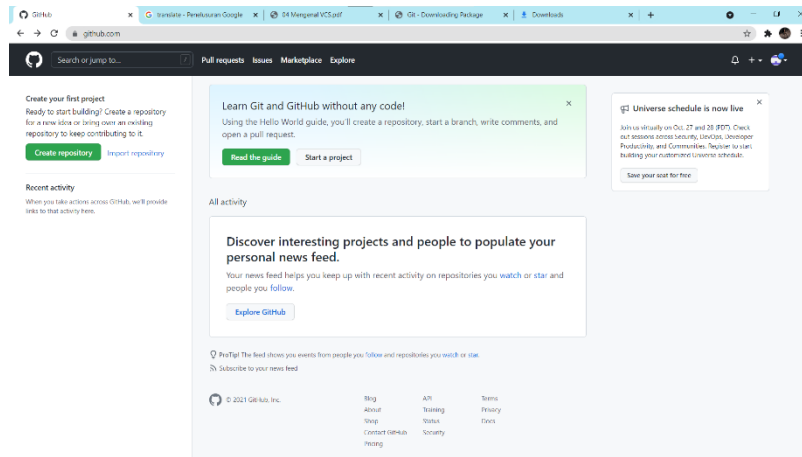 GitHub
translate - Penelusuran Google
04 Mengenal VCS.pdf
Git - Downloading Package
Downloads
github.com
Search or jump to...
/
Pull requests Issues Marketplace Explore
Create your first project
Ready to start building? Create a repository
for a new idea or bring over an existing
repository to keep contributing to it.
Create repository
Import repository
Recent activity
When you take actions across GitHub, we'll provide
links to that activity here.
Learn Git and GitHub without any code!
Using the Hello World guide, you'll create a repository, start a branch, write comments, and
open a pull request.
Read the guide
Start a project
All activity
Discover interesting projects and people to populate your
personal news feed.
Your news feed helps you keep up with recent activity on repositories you watch or star and
people you follow.
Explore GitHub
ProTip! The feed shows you events from people you follow and repositories you watch or star.
Subscribe to your news feed
© 2021 GitHub, Inc.
Blog
About
Shop
Contact GitHub
Pricing
API
Training
Status
Security
Terms
Privacy
Docs
Universe schedule is now live
Join us virtually on Oct. 27 and 28 (PDT). Check
out sessions across Security, DevOps, Developer
Productivity, and Communities. Register to start
building your customized Universe schedule.
Save your seat for free